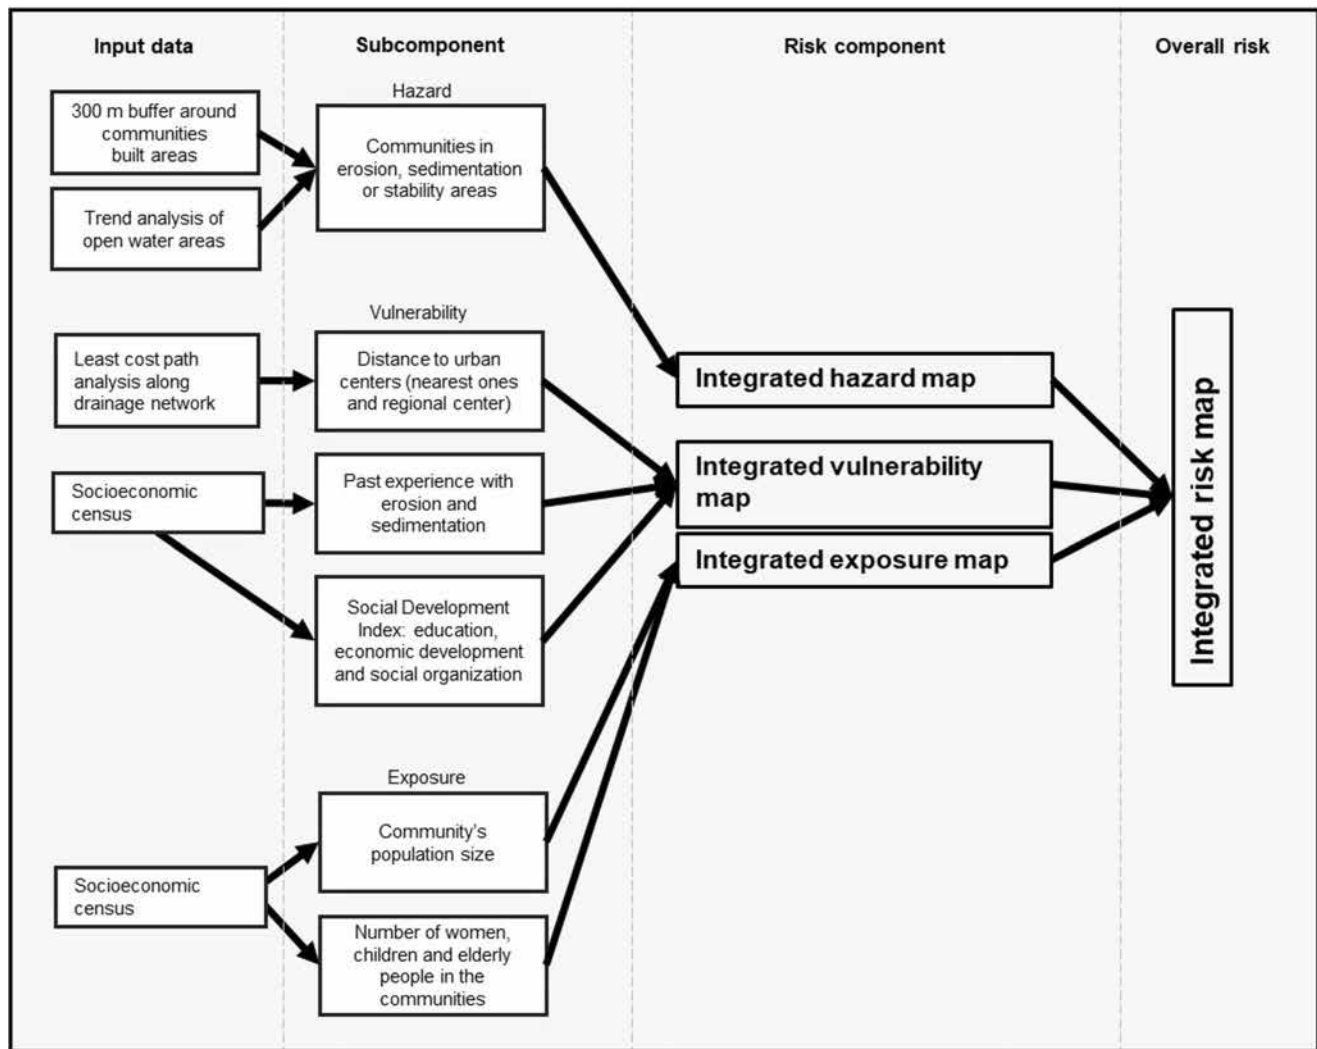 Input data
Subcomponent
Risk component
Overall risk
Hazard
300 m buffer around
communities
built areas
Trend analysis of
open water areas
Communities in
erosion, sedimentation
or stability areas
Vulnerability
Least cost path
analysis along
drainage network
Distance to urban
centers (nearest ones
and regional center)
Socioeconomic
census
Past experience with
erosion and
sedimentation
Social Development
Index: education,
economic development
and social organization
Exposure
Socioeconomic
census
Community's
population size
Number of women,
children and elderly
people in the
communities
Integrated hazard map
Integrated vulnerability
map
Integrated exposure map
Integrated risk map